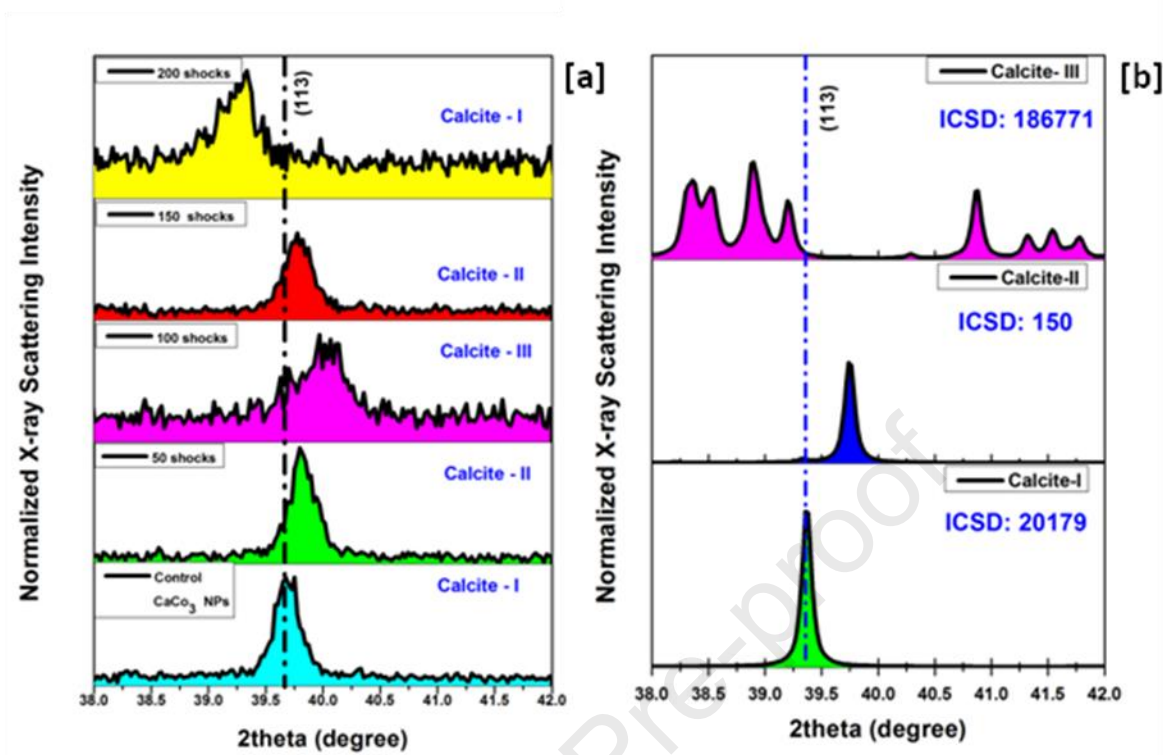 200 shocks
(113)
Calcite - I
150 shocks
Calcite - II
100 shocks
Calcite - III
50 shocks
Calcite - II
Control
CaCo3 NPs
Calcite - I
38.0 38.5 39.0 39.5 40.0 40.5 41.0 41.5 42.0
2theta (degree)
Normalized X-ray Scattering Intensity
[a]
Calcite- III
ICSD: 186771
(113)
Calcite-II
ICSD: 150
Calcite-I
ICSD: 20179
38.0 38.5 39.0 39.5 40.0 40.5 41.0 41.5 42.0
2theta (degree)
Normalized X-ray Scattering Intensity
[b]
Pre-proof